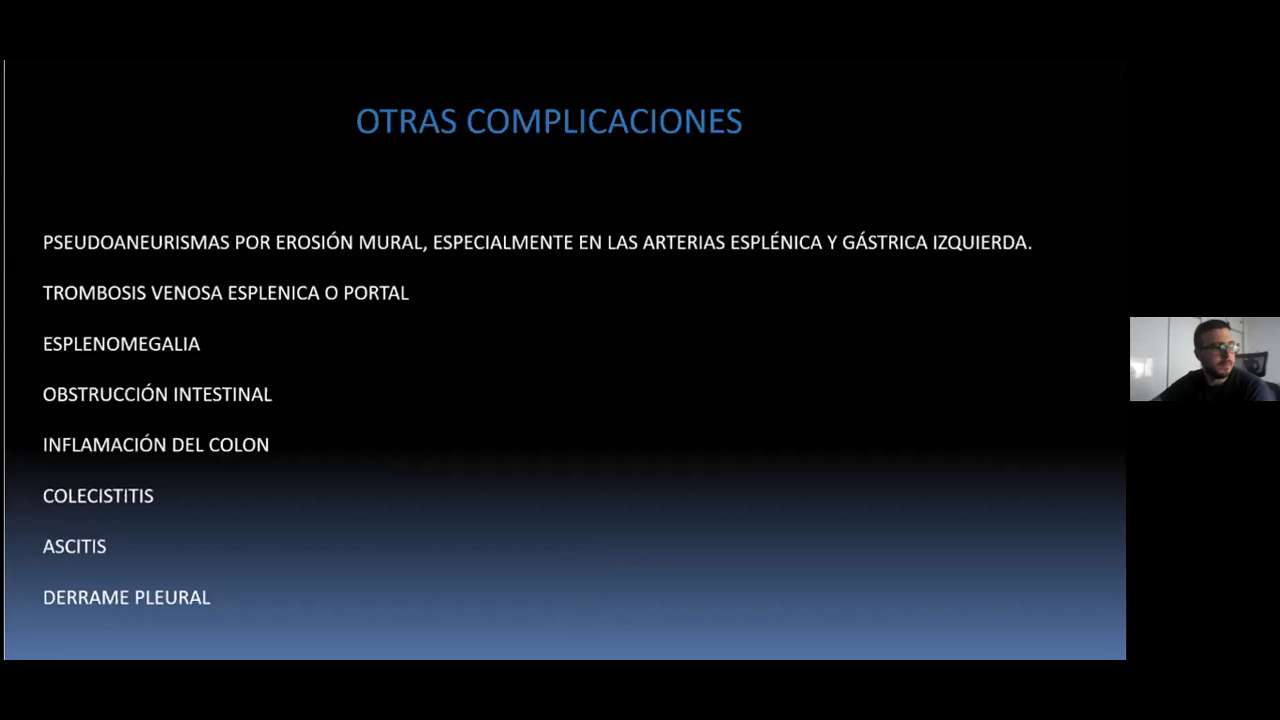 OTRAS COMPLICACIONES
PSEUDOANEURISMAS POR EROSIÓN MURAL, ESPECIALMENTE EN LAS ARTERIAS ESPLÉNICA Y GÁSTRICA IZQUIERDA.
TROMBOSIS VENOSA ESPLENICA O PORTAL
ESPLENOMEGALIA
OBSTRUCCIÓN INTESTINAL
INFLAMACIÓN DEL COLON
COLECISTITIS
ASCITIS
DERRAME PLEURAL